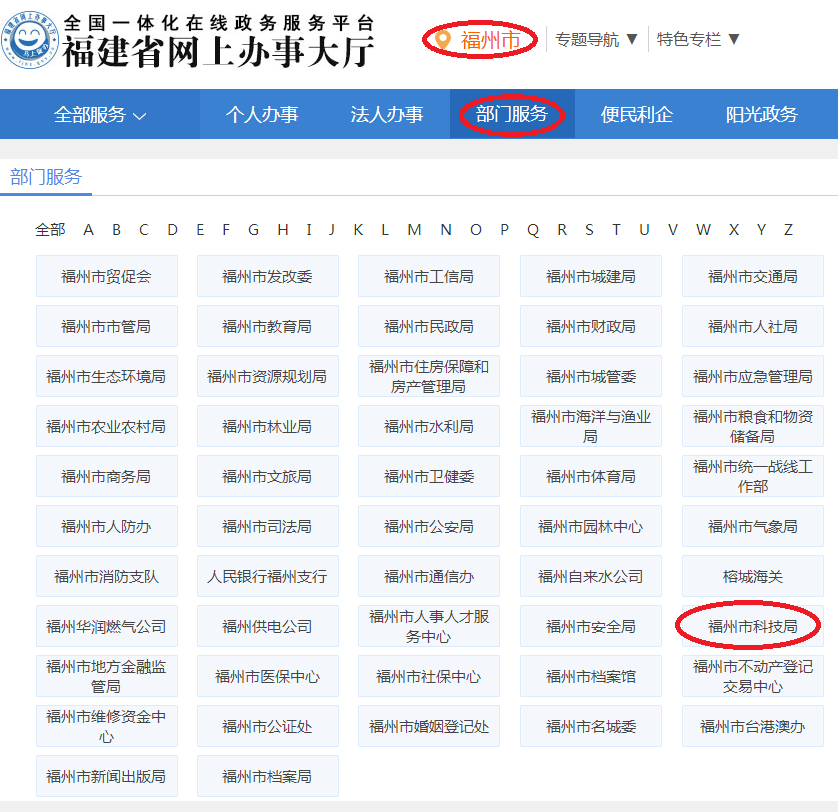 全国一体化在线政务服务平台
福建省网上办事大厅
福州市 专题导航 ▼ 特色专栏 ▼
全部服务 个人办事 法人办事 部门服务 便民利企 阳光政务
部门服务
全部 A B C D E F G H I J K L M N O P Q R S T U V W X Y Z
福州市贸促会 福州市发改委 福州市工信局 福州市城建局 福州市交通局
福州市市管局 福州市教育局 福州市民政局 福州市财政局 福州市人社局
福州市生态环境局 福州市资源规划局 福州市住房保障和
房产管理局 福州市城管委 福州市应急管理局
福州市农业农村局 福州市林业局 福州市水利局 福州市海洋与渔业
局 福州市粮食和物资
储备局
福州市商务局 福州市文旅局 福州市卫健委 福州市体育局 福州市统一战线工
作部
福州市人防办 福州市司法局 福州市公安局 福州市园林中心 福州市气象局
福州市消防支队 人民银行福州支行 福州市通信办 福州自来水公司 榕城海关
福州华润燃气公司 福州供电公司 福州市人事人才服
务中心 福州市安全局 福州市科技局
福州市地方金融监
管局 福州市医保中心 福州市社保中心 福州市档案馆 福州市不动产登记
交易中心
福州市维修资金中
心 福州市公证处 福州市婚姻登记处 福州市名城委 福州市台港澳办
福州市新闻出版局 福州市档案局